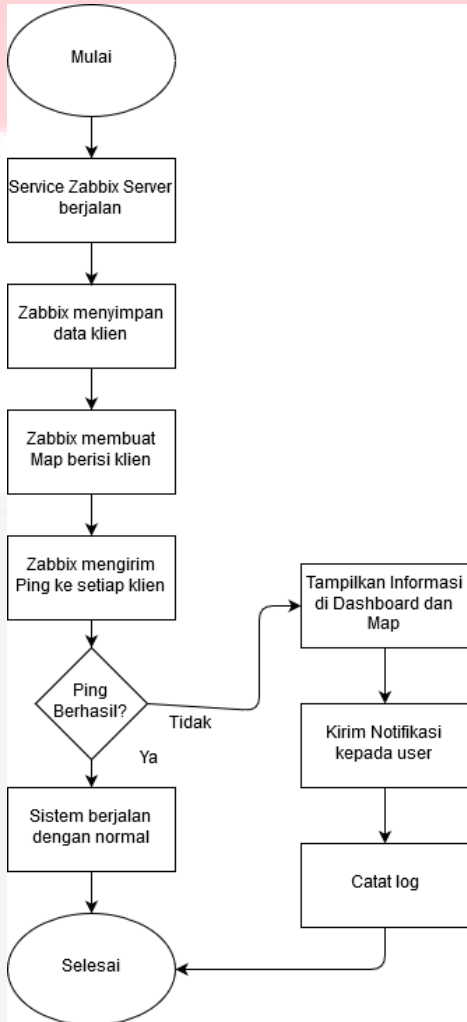 Mulai
Service Zabbix Server
berjalan
Zabbix menyimpan
data klien
Zabbix membuat
Map berisi klien
Zabbix mengirim
Ping ke setiap klien
Ping
Berhasil?
Tidak
Ya
Sistem berjalan
dengan normal
Selesai
Tampilkan Informasi
di Dashboard dan
Map
Kirim Notifikasi
kepada user
Catat log